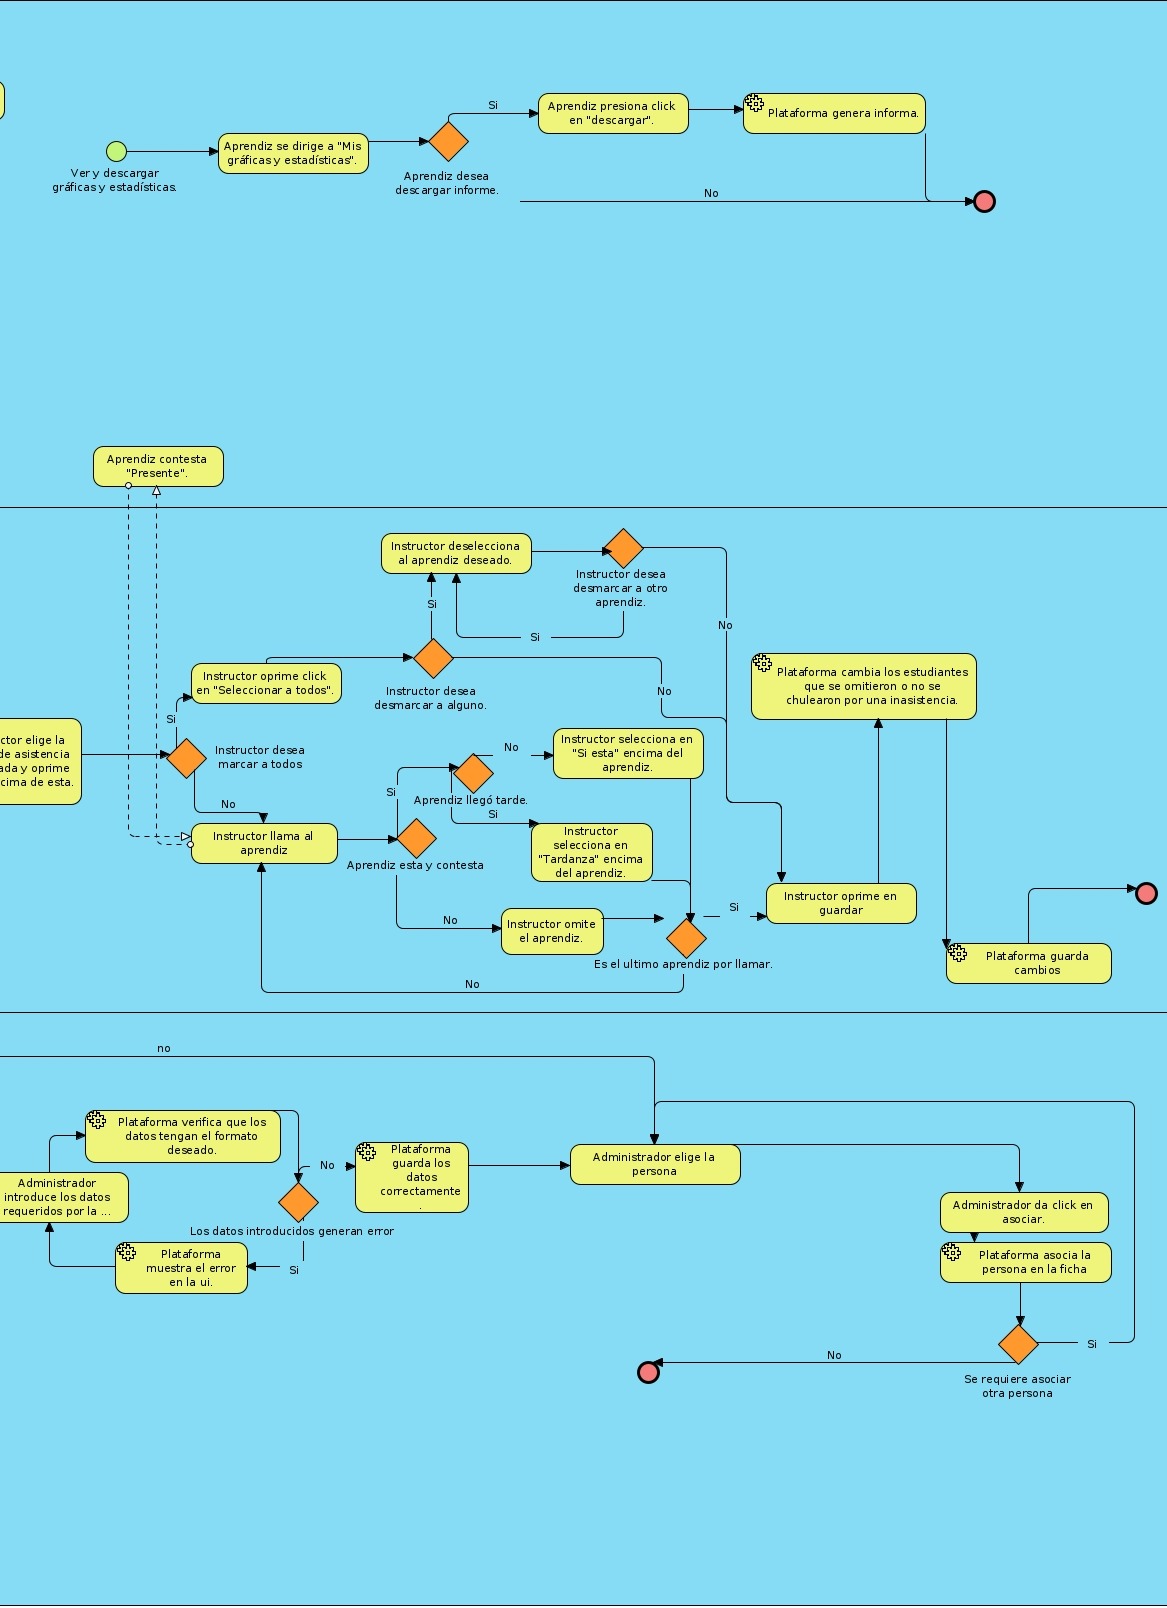 Si
Aprendiz presiona click
en "descargar".
Plataforma genera informa.
Aprendiz se dirige a "Mis
gráficas y estadísticas".
Ver y descargar
gráficas y estadísticas.
Aprendiz desea
descargar informe.
No
Aprendiz contesta
"Presente".
Instructor deselecciona
al aprendiz deseado.
Instructor desea
desmarcar a otro
aprendiz.
Si
No
Si
Instructor oprime click
en "Seleccionar a todos".
Instructor desea
desmarcar a alguno.
No
Plataforma cambia los estudiantes
que se omitieron o no se
chulearon por una inasistencia.
Si
ctor elige la
de asistencia
ada y oprime
cima de esta.
Instructor desea
marcar a todos
No
Instructor selecciona en
"Si esta" encima del
aprendiz.
Si
Aprendiz llegó tarde.
No
Si
Instructor llama al
aprendiz
Instructor
selecciona en
"Tardanza" encima
del aprendiz.
Aprendiz esta y contesta
Instructor oprime en
guardar
Si
No
Instructor omite
el aprendiz.
Es el ultimo aprendiz por llamar.
Plataforma guarda
cambios
No
no
Plataforma verifica que los
datos tengan el formato
deseado.
No
Plataforma
guarda los
datos
correctamente
.
Administrador elige la
persona
Administrador
introduce los datos
requeridos por la ...
Los datos introducidos generan error
Administrador da click en
asociar.
Plataforma
muestra el error
en la ui.
Si
Plataforma asocia la
persona en la ficha
Si
No
Se requiere asociar
otra persona